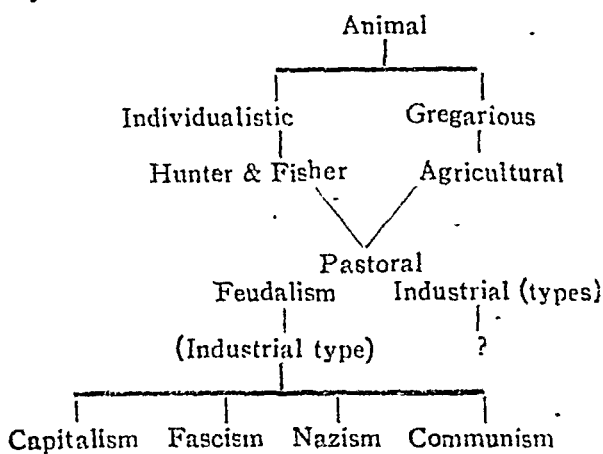 Animal
Individualistic Gregarious
Hunter & Fisher Agricultural
Pastoral
Feudalism Industrial (types)
(Industrial type) ?
Capitalism Fascism Nazism Communism